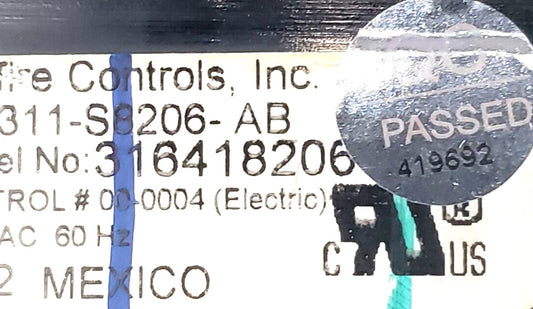 ire Controls, Inc.
311-S8206- AB
el No: 316418206
TROL # 00-0004 (Electric)
AC 60 Hz
2 MEXICO
QC
PASSED
419692
C US
®